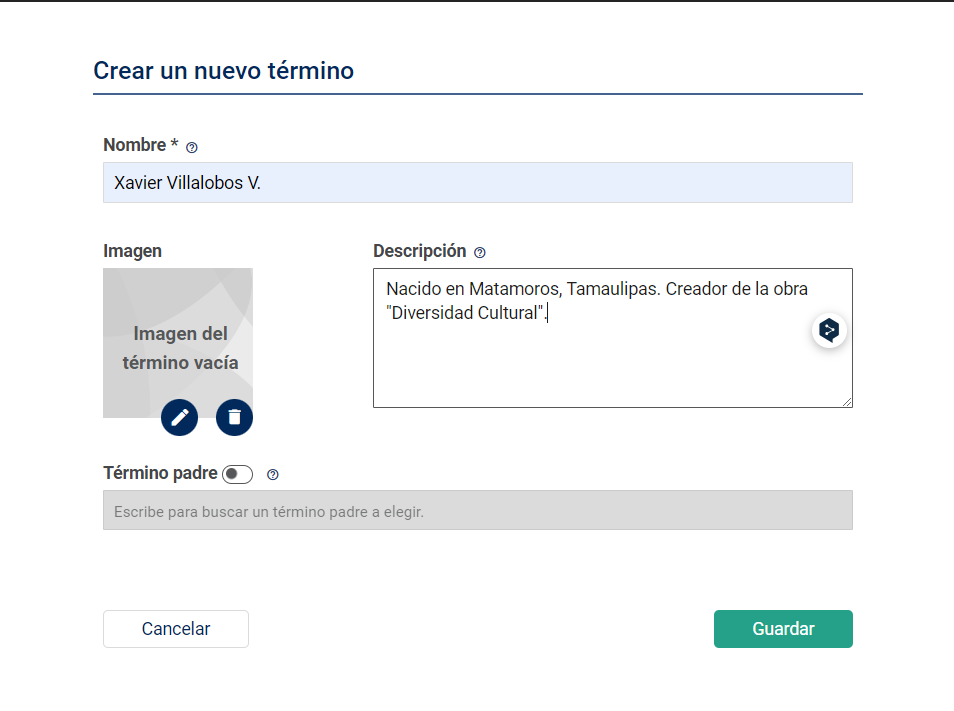 Crear un nuevo término
Nombre *
Xavier Villalobos V.
Imagen
Descripción
Imagen del
término vacía
Nacido en Matamoros, Tamaulipas. Creador de la obra
"Diversidad Cultural".
Término padre
Escribe para buscar un término padre a elegir.
Cancelar
Guardar